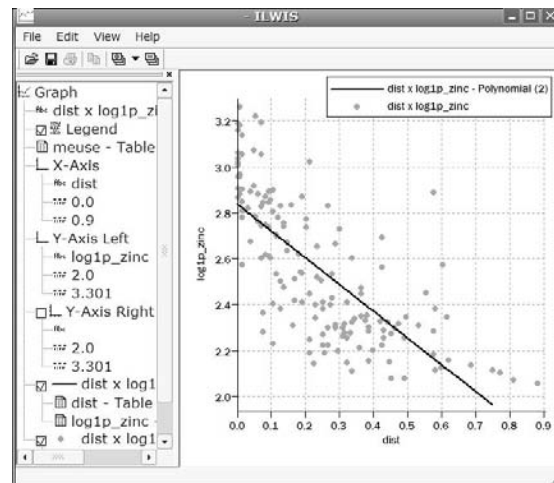 - ILWIS
File Edit View Help
Graph
dist x log1p_zi
Legend
meuse - Table
X-Axis
dist
0.0
0.9
Y-Axis Left
log1p_zinc
2.0
3.301
Y-Axis Right
2.0
3.301
dist x log1
dist - Table
log1p_zinc -
dist x log1
dist x log1p_zinc - Polynomial (2)
dist x log1p_zinc
3.2
3.0
2.8
2.6
2.4
2.2
2.0
log1p_zinc
0.0 0.1 0.2 0.3 0.4 0.5 0.6 0.7 0.8 0.9
dist